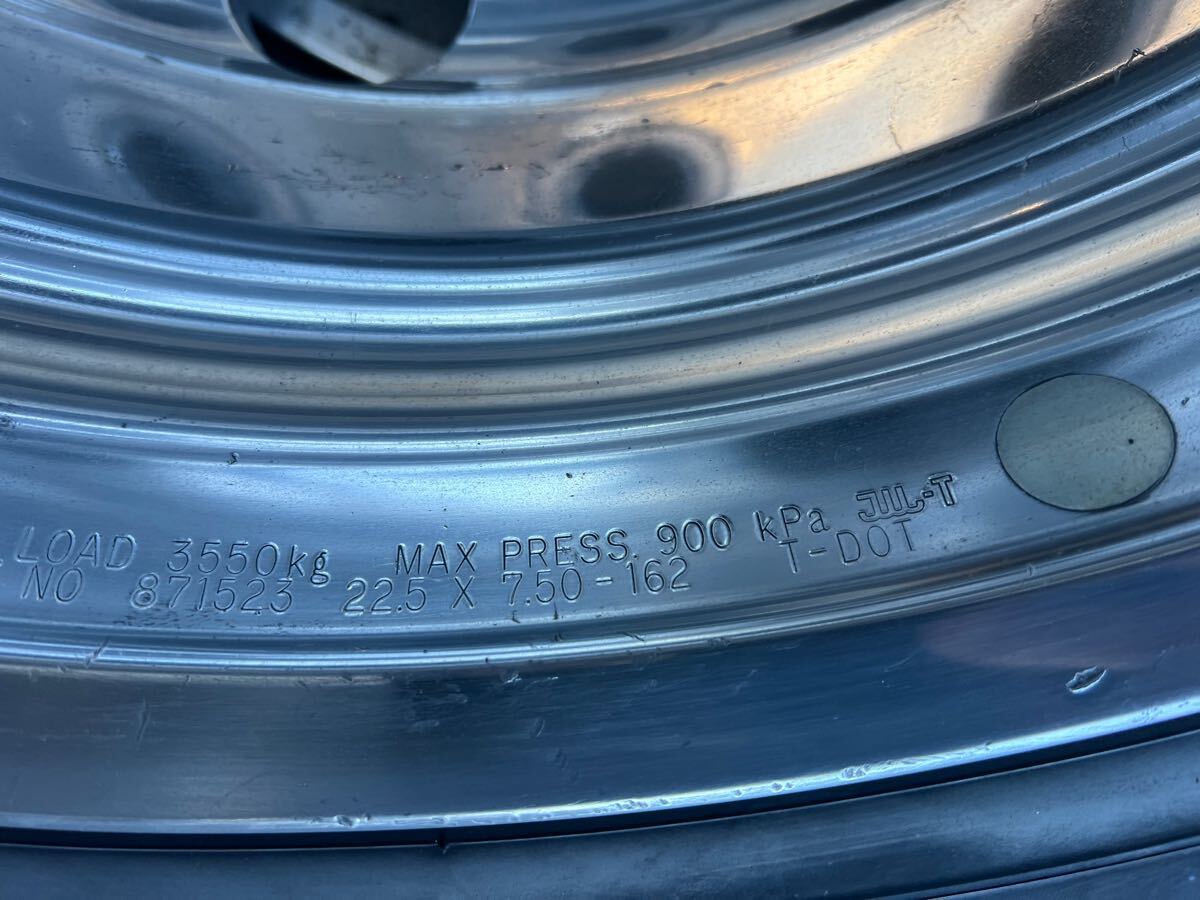 LOAD 3550kg MAX PRESS. 900 kPa JWL-T
NO 871523 22.5 X 7.50-162 T-DOT